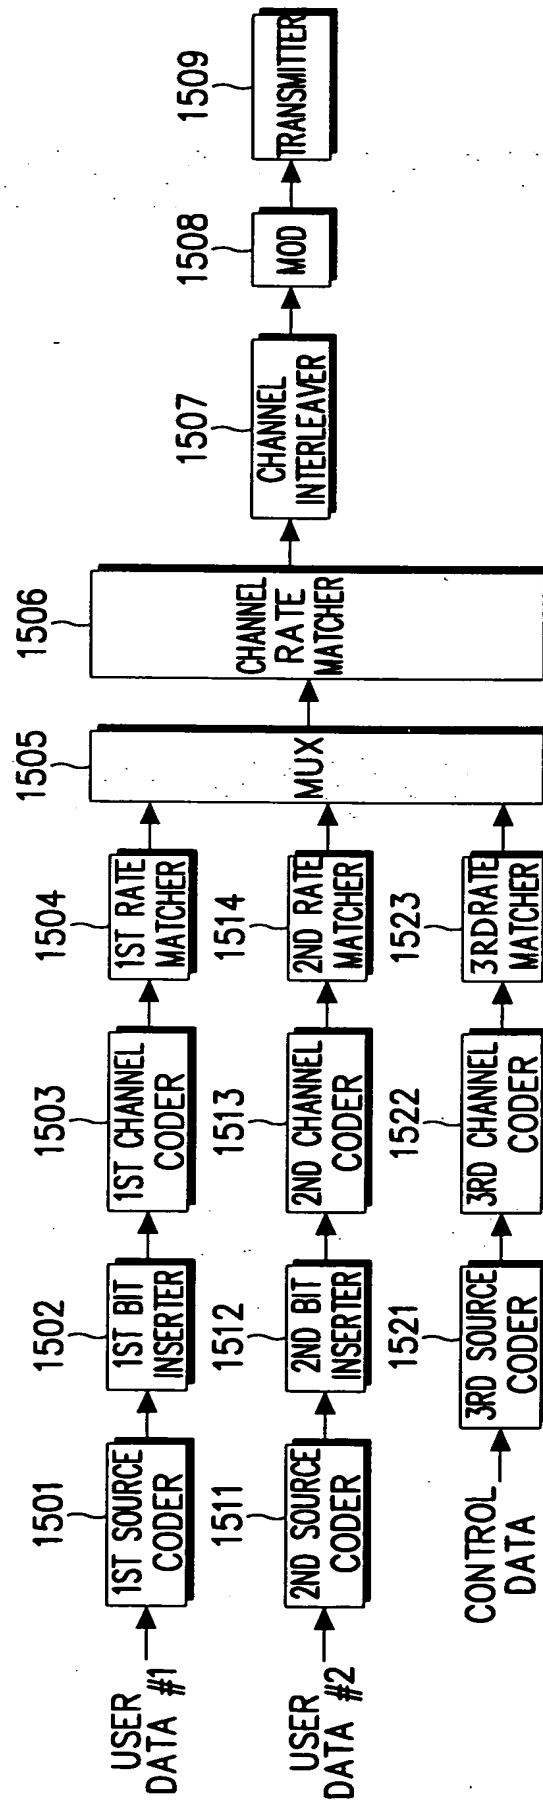 USER
DATA #1
1501
1ST SOURCE
CODER
1502
1ST BIT
INSERTER
1503
1ST CHANNEL
CODER
1504
1ST RATE
MATCHER
USER
DATA #2
1511
2ND SOURCE
CODER
1512
2ND BIT
INSERTER
1513
2ND CHANNEL
CODER
1514
2ND RATE
MATCHER
CONTROL
DATA
1521
3RD SOURCE
CODER
1522
3RD CHANNEL
CODER
1523
3RD RATE
MATCHER
1505
MUX
1506
CHANNEL
RATE
MATCHER
1507
CHANNEL
INTERLEAVER
1508
MOD
1509
TRANSMITTER